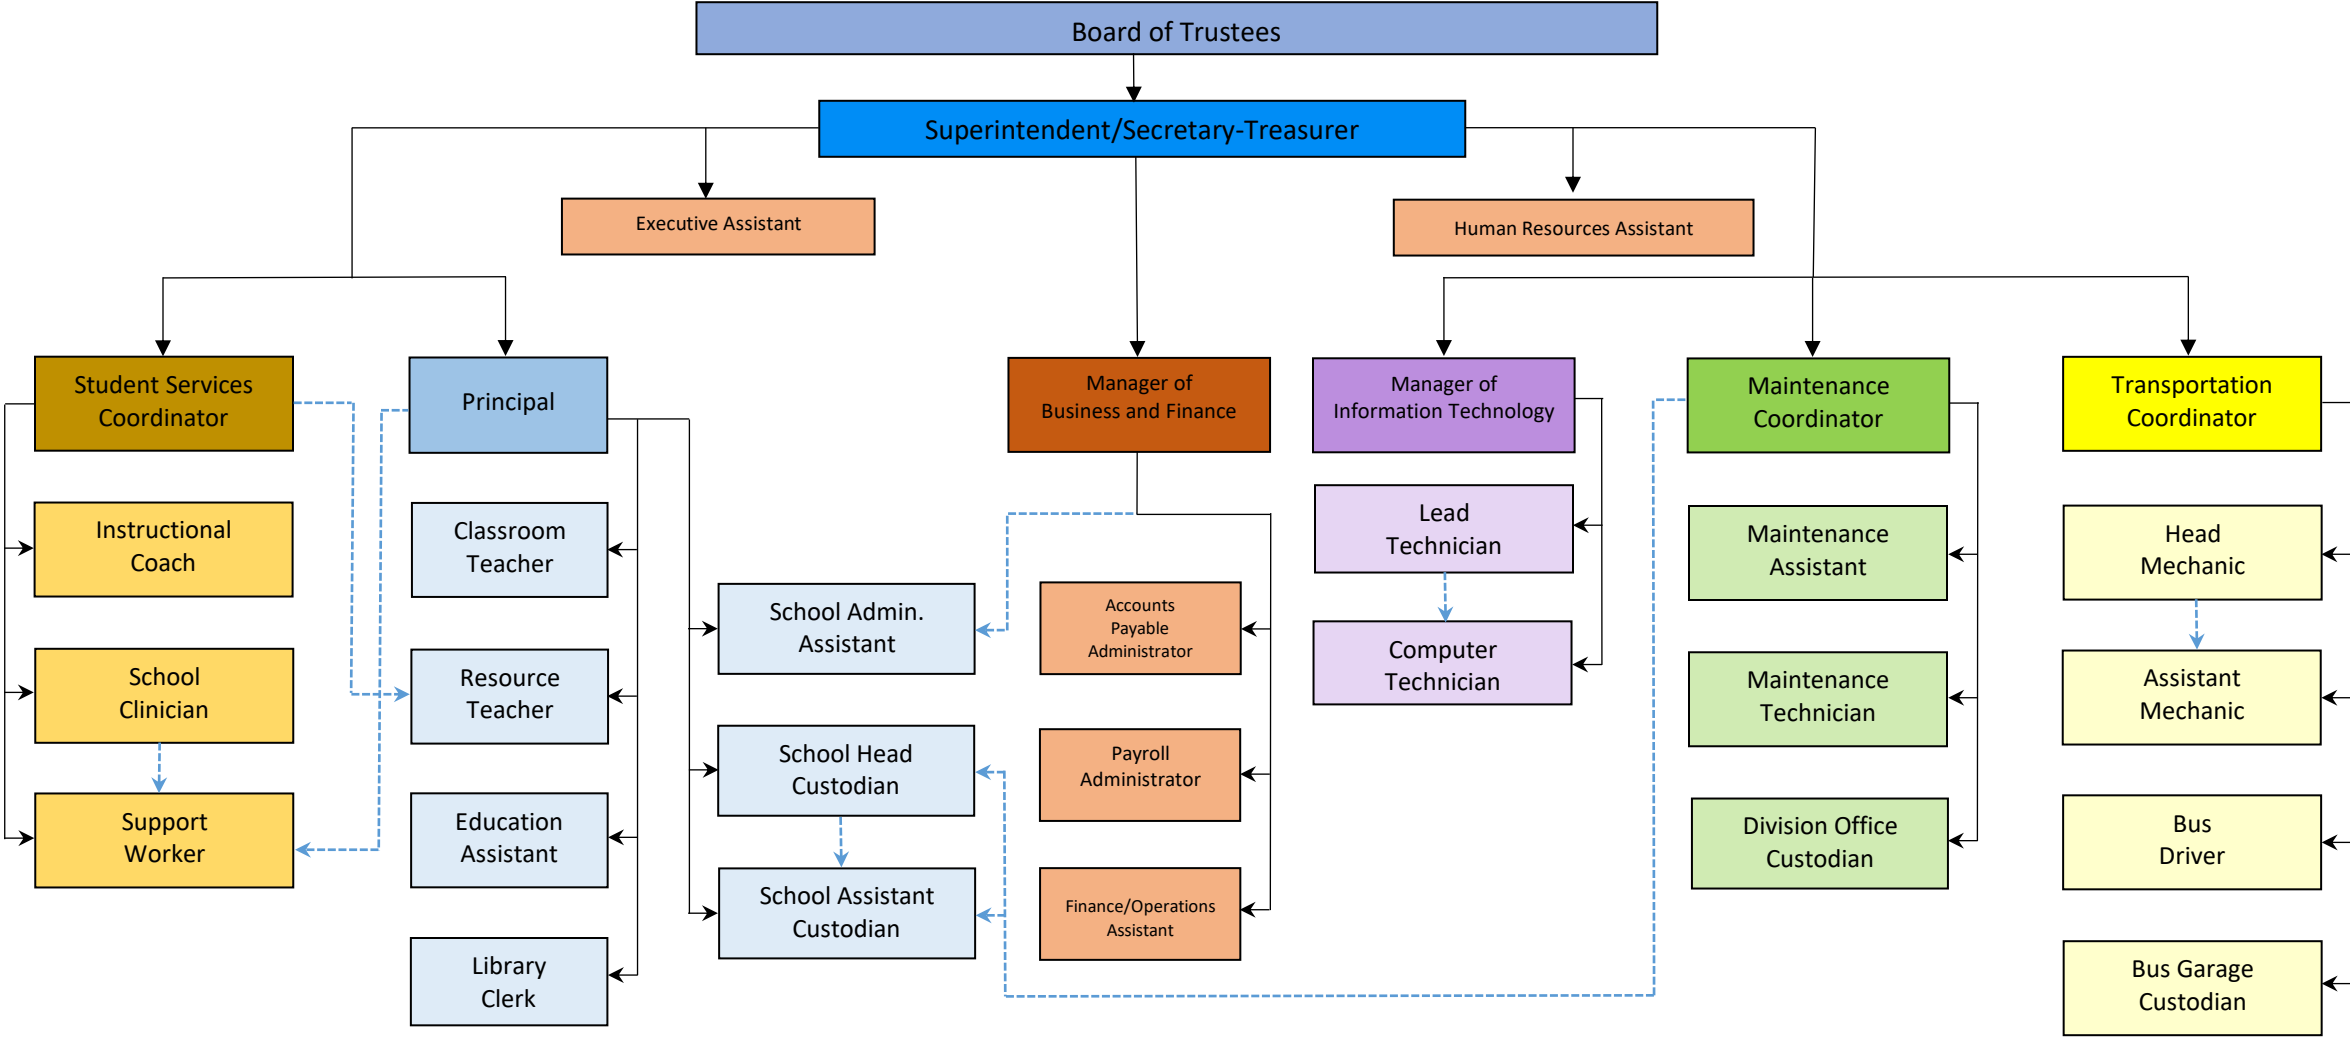 Board of Trustees
Superintendent/Secretary-Treasurer
Executive Assistant
Human Resources Assistant
Student Services
Coordinator
Principal
Manager of
Business and Finance
Manager of
Information Technology
Maintenance
Coordinator
Transportation
Coordinator
Instructional
Coach
School
Clinician
Support
Worker
Classroom
Teacher
Resource
Teacher
Education
Assistant
Library
Clerk
School Admin.
Assistant
School Head
Custodian
School Assistant
Custodian
Accounts
Payable
Administrator
Payroll
Administrator
Finance/Operations
Assistant
Lead
Technician
Computer
Technician
Maintenance
Assistant
Maintenance
Technician
Division Office
Custodian
Head
Mechanic
Assistant
Mechanic
Bus
Driver
Bus Garage
Custodian